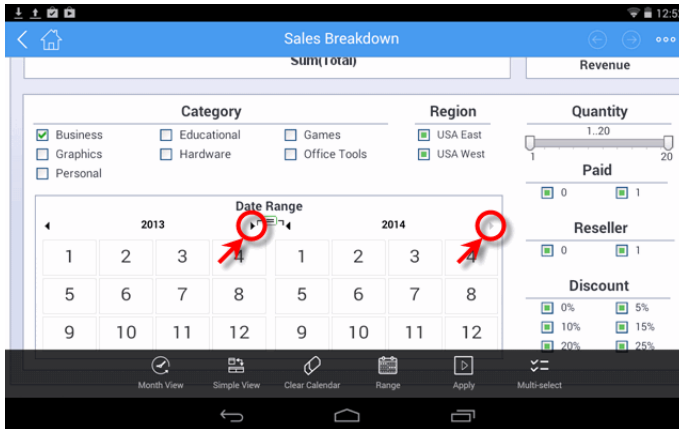 12:5
Sales Breakdown
Sum(Total)
Revenue
Category
Region
Quantity
Business
Educational
Games
USA East
1..20
Graphics
Hardware
Office Tools
USA West
1
20
Personal
Paid
0
1
Date Range
2013
2014
Reseller
1 2 3 4 1 2 3 4
0
1
5 6 7 8 5 6 7 8
Discount
0%
5%
9 10 11 12 9 10 11 12
10%
15%
20%
25%
Month View
Simple View
Clear Calendar
Range
Apply
Multi-select